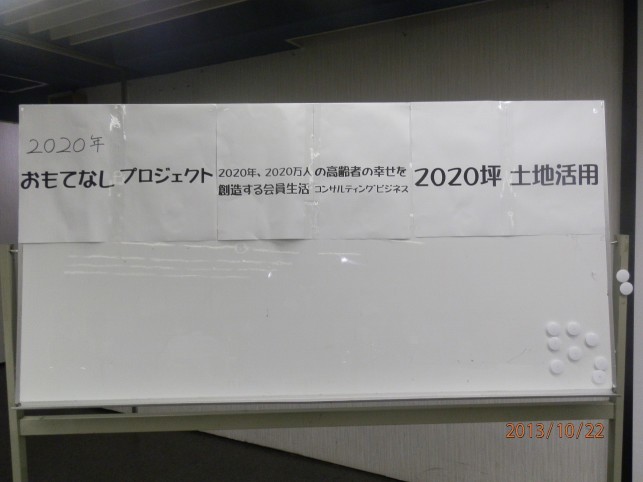 2020年
おもてなしプロジェクト
2020年、2020万人の高齢者の幸せを
創造する会員生活コンサルティングビジネス
2020坪土地活用
2013/10/22